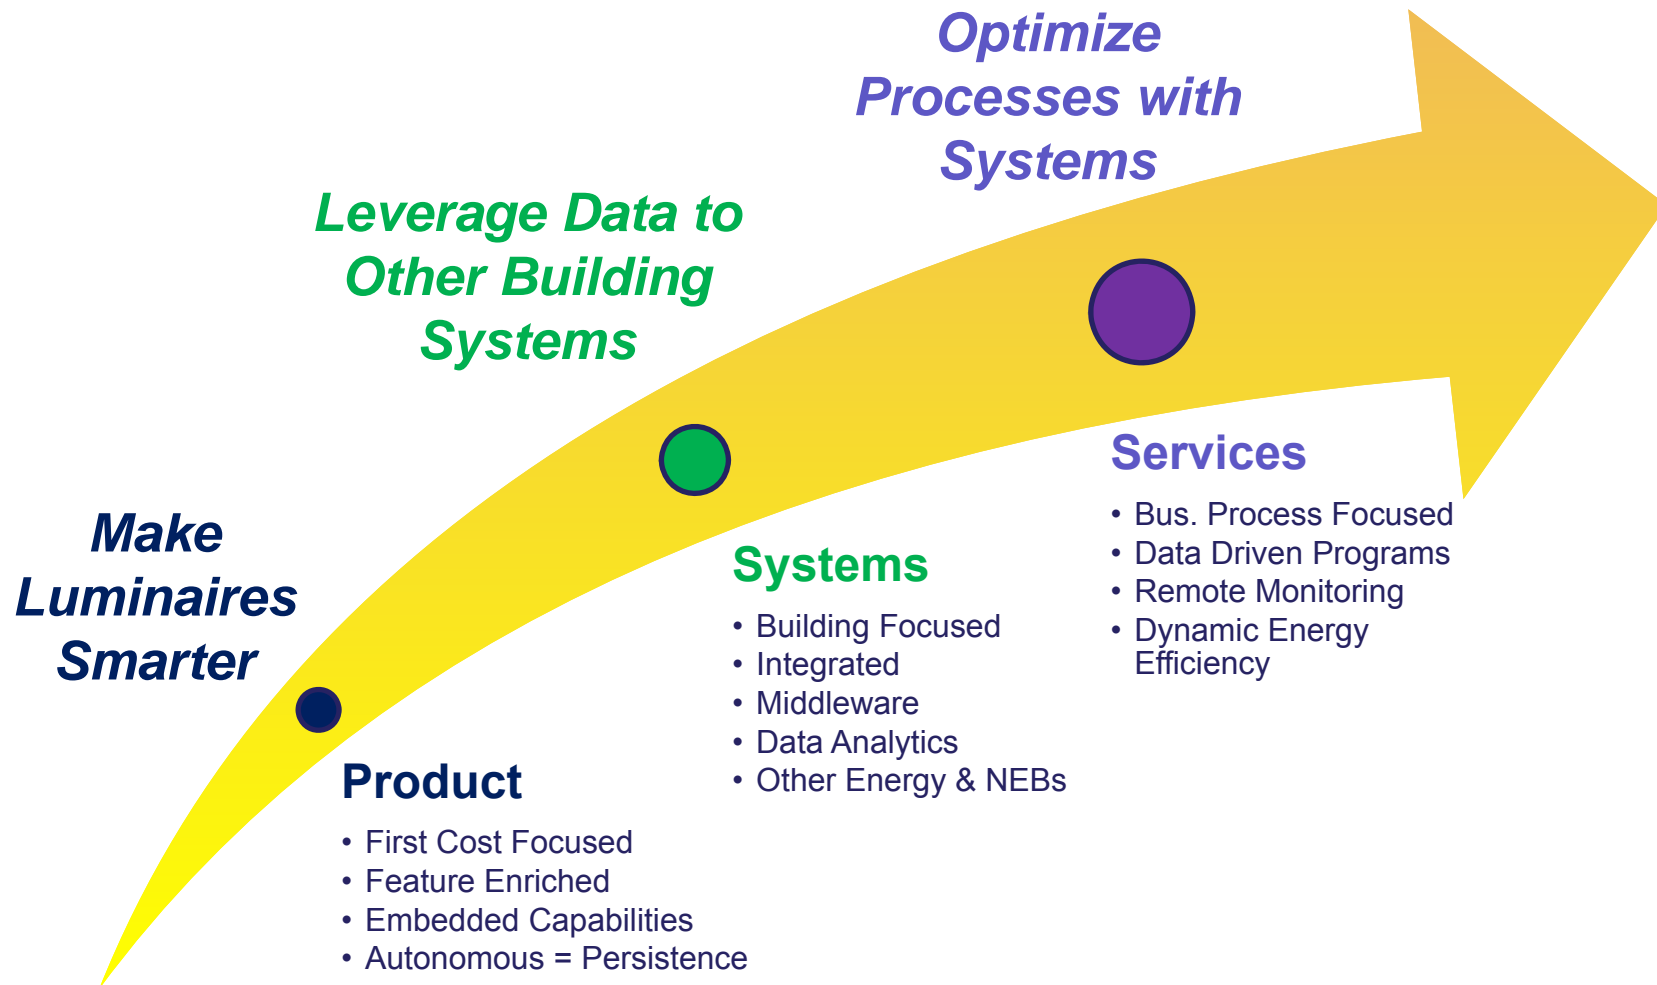 Optimize
Processes with
Systems
Leverage Data to
Other Building
Systems
Make
Luminaires
Smarter
Services
• Bus. Process Focused
• Data Driven Programs
• Remote Monitoring
• Dynamic Energy
Efficiency
Systems
• Building Focused
• Integrated
• Middleware
• Data Analytics
• Other Energy & NEBs
Product
• First Cost Focused
• Feature Enriched
• Embedded Capabilities
• Autonomous = Persistence